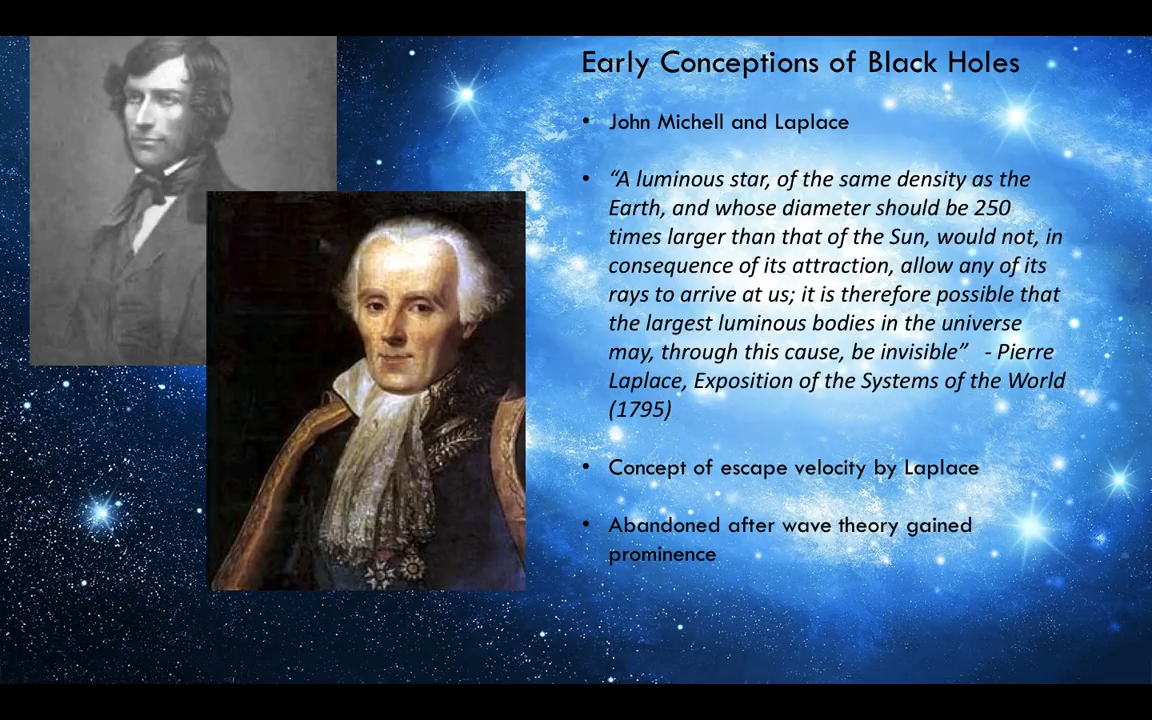 Early Conceptions of Black Holes
• John Michell and Laplace
• “A luminous star, of the same density as the
Earth, and whose diameter should be 250
times larger than that of the Sun, would not, in
consequence of its attraction, allow any of its
rays to arrive at us; it is therefore possible that
the largest luminous bodies in the universe
may, through this cause, be invisible” - Pierre
Laplace, Exposition of the Systems of the World
(1795)
• Concept of escape velocity by Laplace
• Abandoned after wave theory gained
prominence